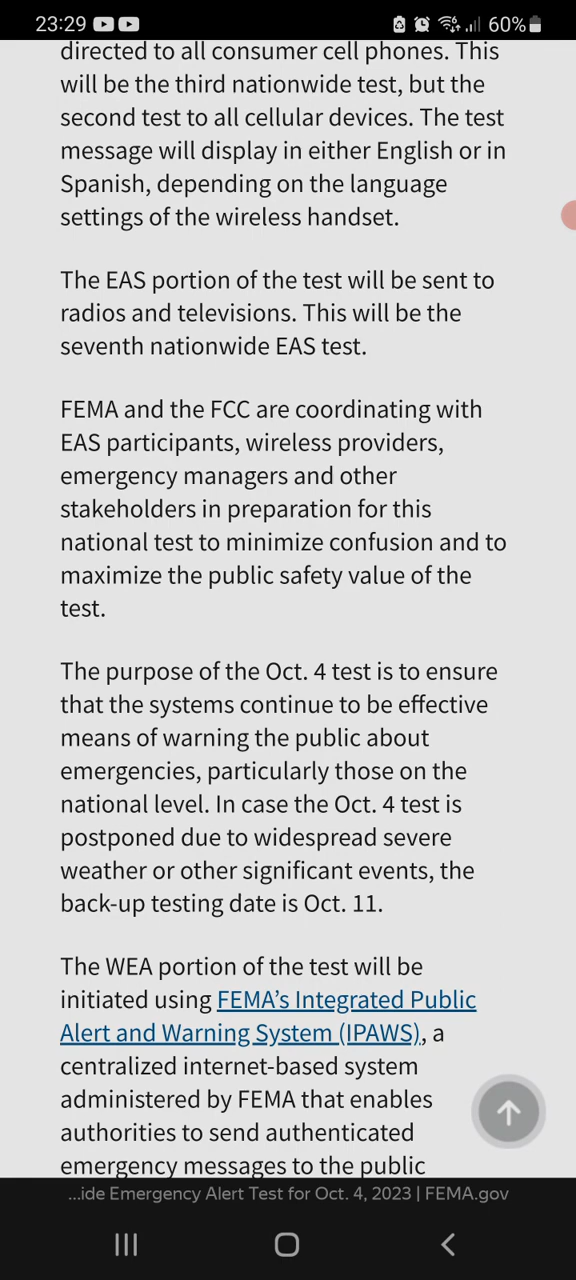 23:29
60%
directed to all consumer cell phones. This
will be the third nationwide test, but the
second test to all cellular devices. The test
message will display in either English or in
Spanish, depending on the language
settings of the wireless handset.
The EAS portion of the test will be sent to
radios and televisions. This will be the
seventh nationwide EAS test.
FEMA and the FCC are coordinating with
EAS participants, wireless providers,
emergency managers and other
stakeholders in preparation for this
national test to minimize confusion and to
maximize the public safety value of the
test.
The purpose of the Oct. 4 test is to ensure
that the systems continue to be effective
means of warning the public about
emergencies, particularly those on the
national level. In case the Oct. 4 test is
postponed due to widespread severe
weather or other significant events, the
back-up testing date is Oct. 11.
The WEA portion of the test will be
initiated using FEMA’s Integrated Public
Alert and Warning System (IPAWS), a
centralized internet-based system
administered by FEMA that enables
authorities to send authenticated
emergency messages to the public
...ide Emergency Alert Test for Oct. 4, 2023 | FEMA.gov